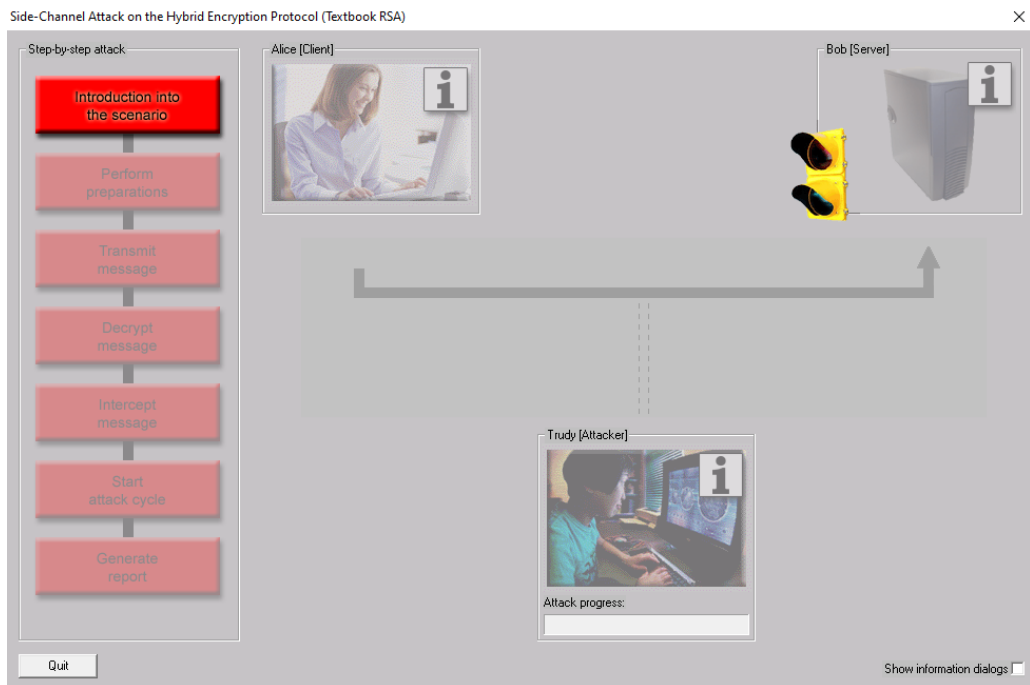 Side-Channel Attack on the Hybrid Encryption Protocol (Textbook RSA)
Step-by-step attack
Introduction into
the scenario
Perform
preparations
Transmit
message
Decrypt
message
Intercept
message
Start
attack cycle
Generate
report
Alice [Client]
i
Bob [Server]
i
Trudy [Attacker]
i
Attack progress:
Quit
Show information dialogs